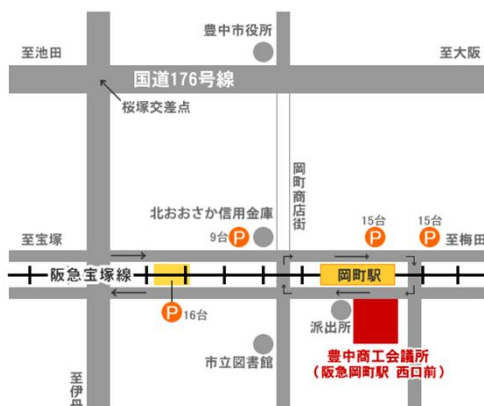 豊中市役所
至池田
至大阪
国道176号線
桜塚交差点
岡町商店街
北おおさか信用金庫
9台 P
15台
P
15台
P
至宝塚
至梅田
阪急宝塚線
岡町駅
P 16台
派出所
市立図書館
豊中商工会議所
(阪急岡町駅 西口前)
至伊丹